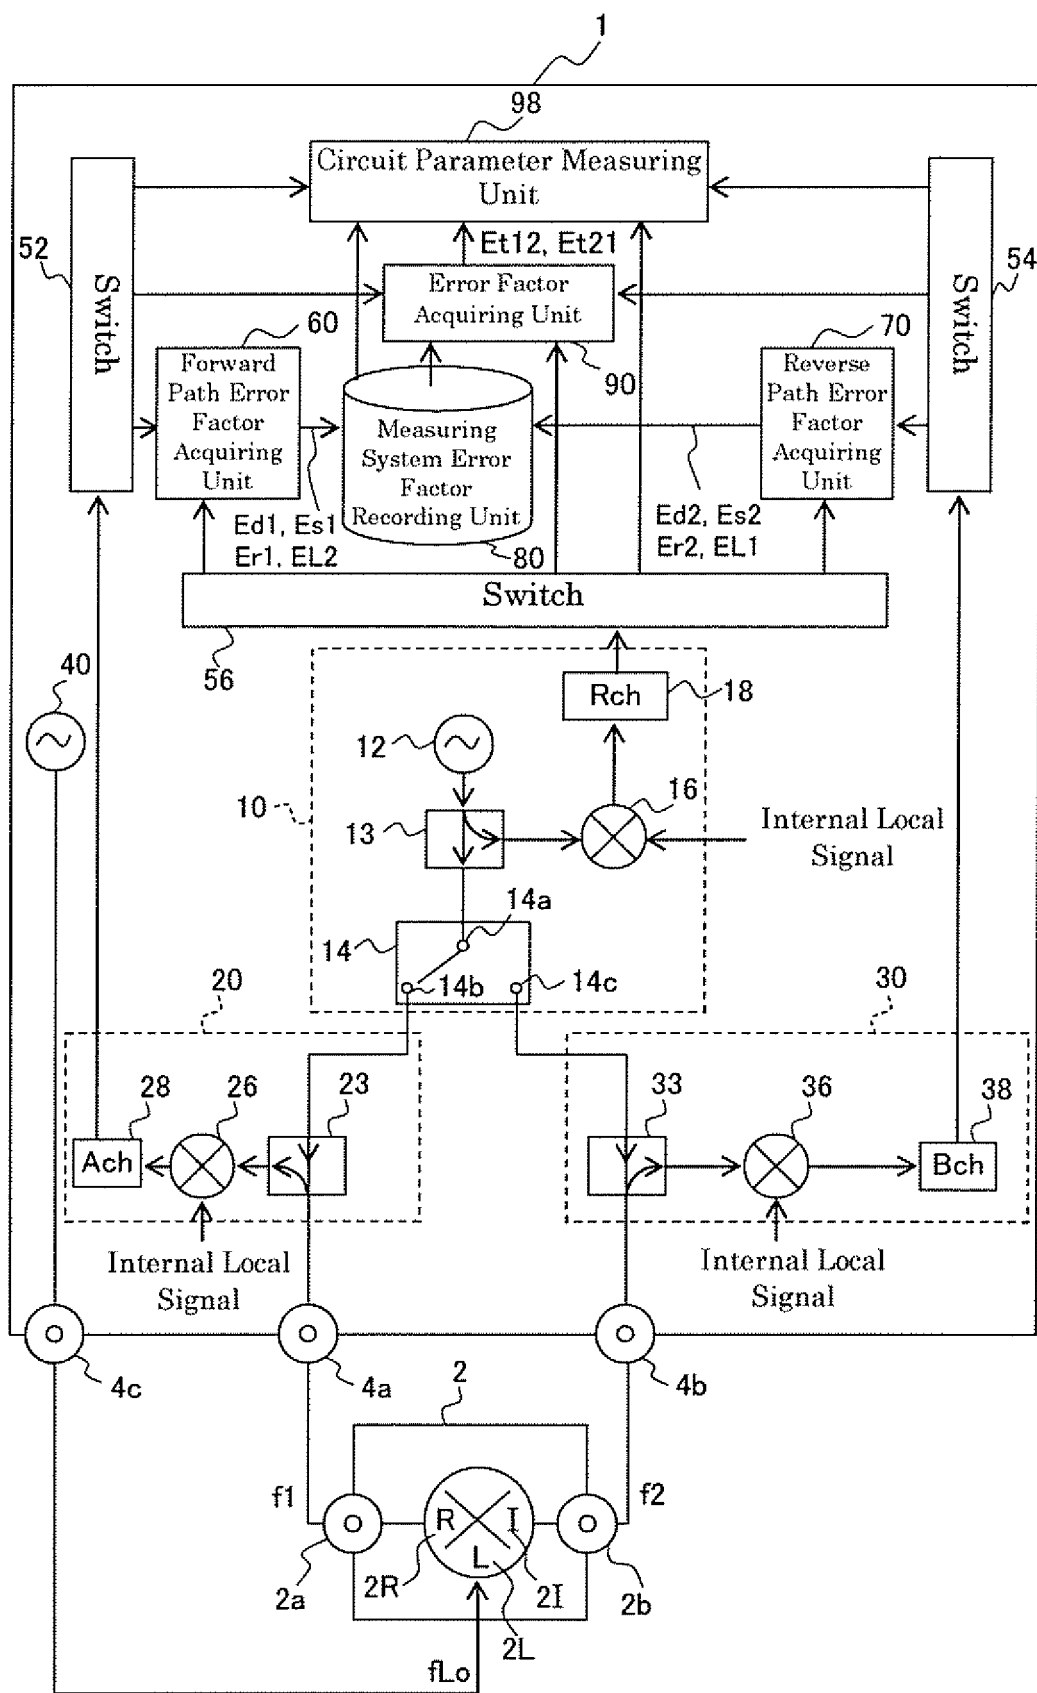 1
98
Circuit Parameter Measuring
Unit
52
Switch
Et12, Et21
54
Switch
Error Factor
Acquiring Unit
60
70
90
Forward
Path Error
Factor
Acquiring
Unit
Reverse
Path Error
Factor
Acquiring
Unit
Measuring
System Error
Factor
Recording Unit
Ed1, Es1
Er1, EL2
80
Ed2, Es2
Er2, EL1
Switch
56
40
Rch
18
12
10
13
16
Internal Local
Signal
14a
14
14b
14c
20
30
28
26
23
33
36
38
Ach
Bch
Internal Local
Signal
Internal Local
Signal
4c
4a
4b
2
f1
f2
R
I
L
2a
2R
2I
2b
2L
fLo